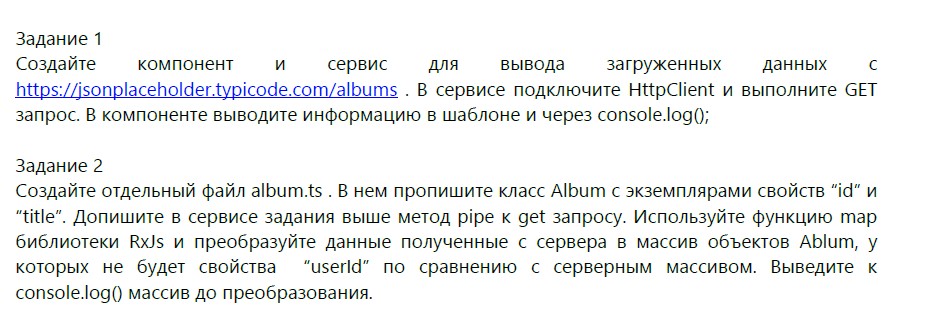 Задание 1
Создайте компонент и сервис для вывода загруженных данных с
https://jsonplaceholder.typicode.com/albums . В сервисе подключите HttpClient и выполните GET
запрос. В компоненте выводите информацию в шаблоне и через console.log();
Задание 2
Создайте отдельный файл album.ts . В нем пропишите класс Album с экземплярами свойств “id” и
“title”. Допишите в сервисе задания выше метод pipe к get запросу. Используйте функцию map
библиотеки RxJs и преобразуйте данные полученные с сервера в массив объектов Ablum, у
которых не будет свойства “userId” по сравнению с серверным массивом. Выведите к
console.log() массив до преобразования.